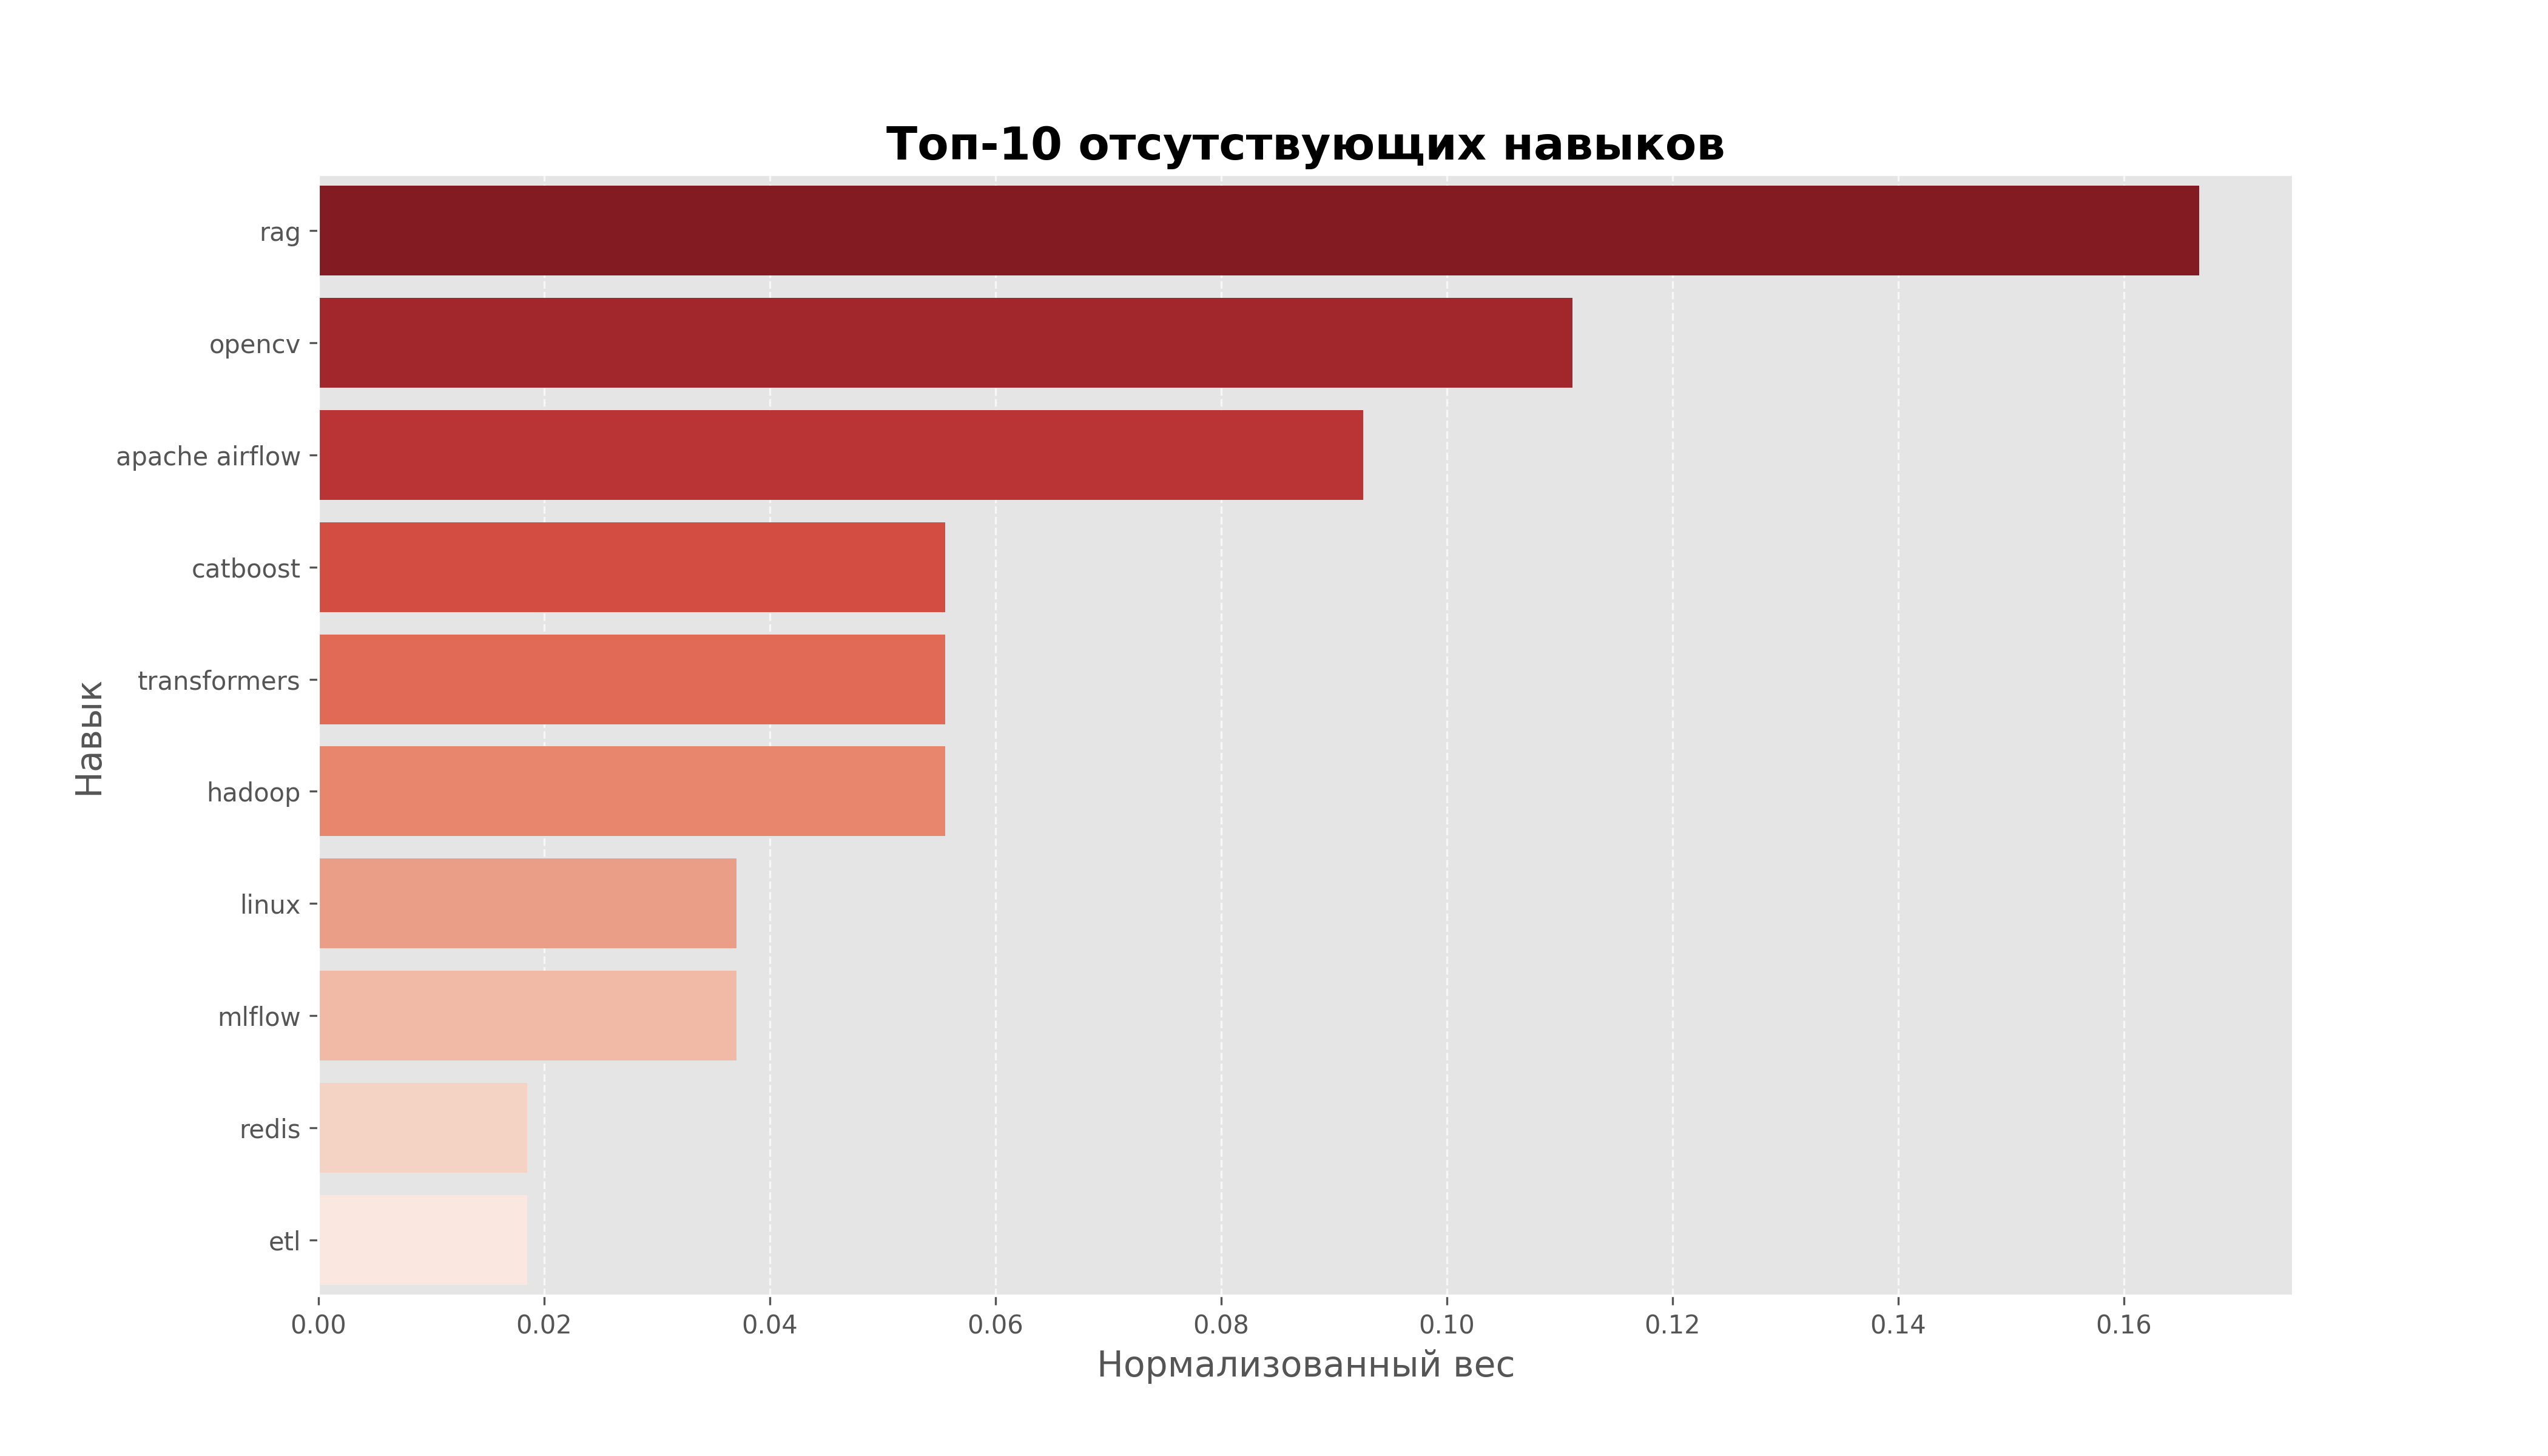 Топ-10 отсутствующих навыков
Навык
rag
opencv
apache airflow
catboost
transformers
hadoop
linux
mlflow
redis
etl
0.00 0.02 0.04 0.06 0.08 0.10 0.12 0.14 0.16
Нормализованный вес